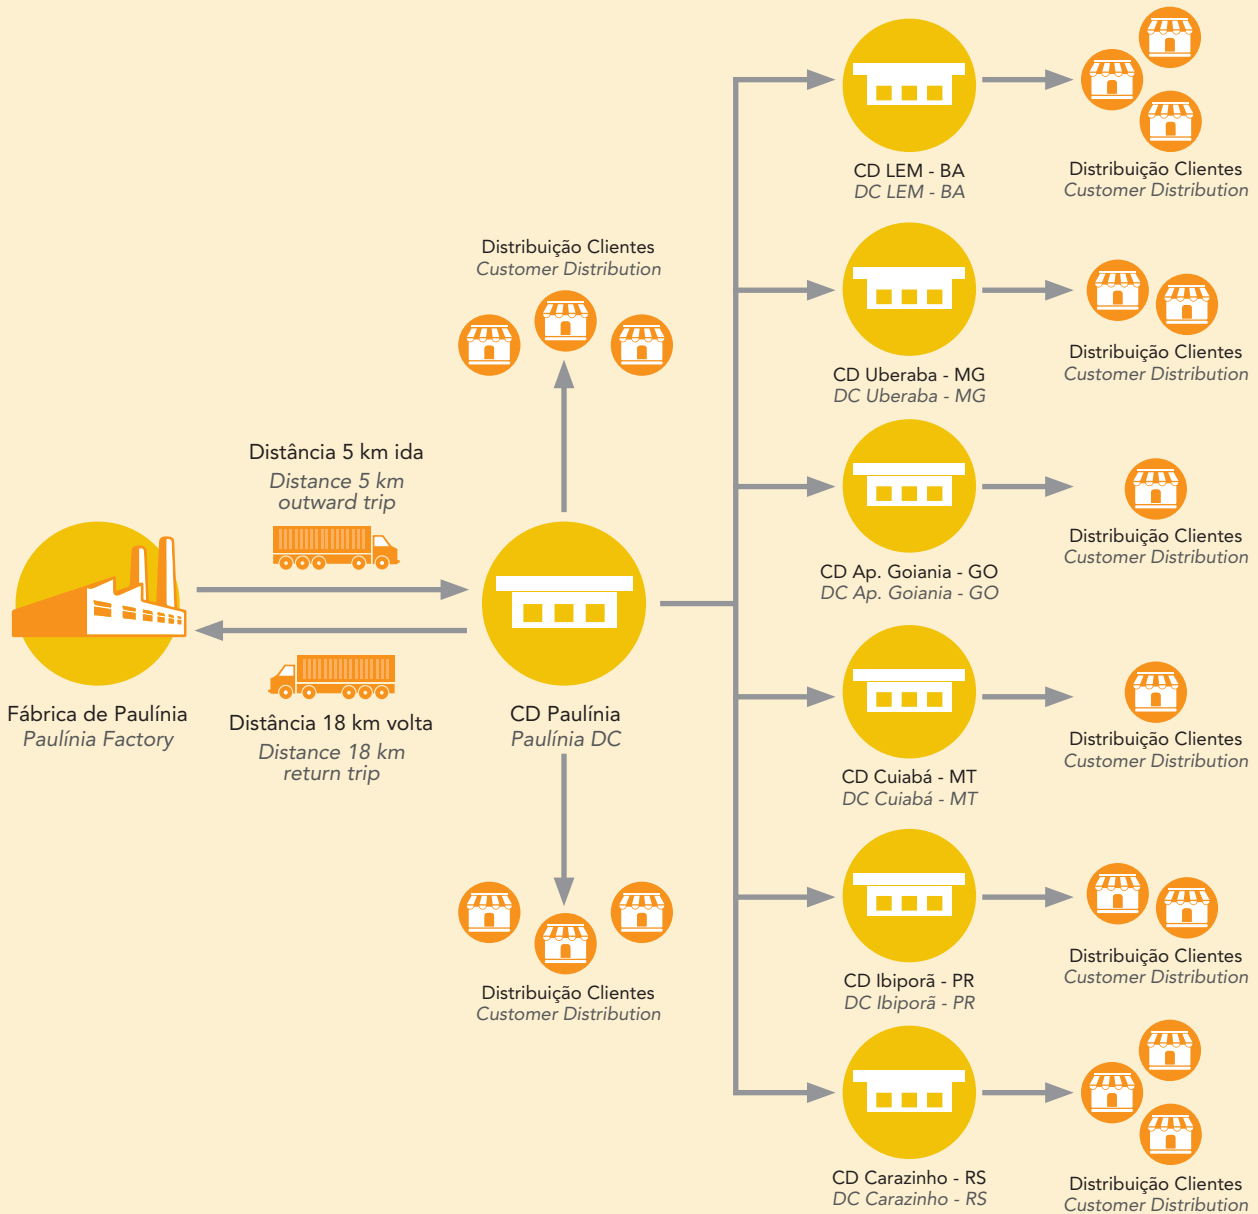 Fábrica de Paulínia
Paulínia Factory
Distância 5 km ida
Distance 5 km
outward trip
Distância 18 km volta
Distance 18 km
return trip
Distribuição Clientes
Customer Distribution
CD Paulínia
Paulínia DC
Distribuição Clientes
Customer Distribution
CD LEM - BA
DC LEM - BA
Distribuição Clientes
Customer Distribution
CD Uberaba - MG
DC Uberaba - MG
Distribuição Clientes
Customer Distribution
CD Ap. Goiania - GO
DC Ap. Goiania - GO
Distribuição Clientes
Customer Distribution
CD Cuiabá - MT
DC Cuiabá - MT
Distribuição Clientes
Customer Distribution
CD Ibiporã - PR
DC Ibiporã - PR
Distribuição Clientes
Customer Distribution
CD Carazinho - RS
DC Carazinho - RS
Distribuição Clientes
Customer Distribution